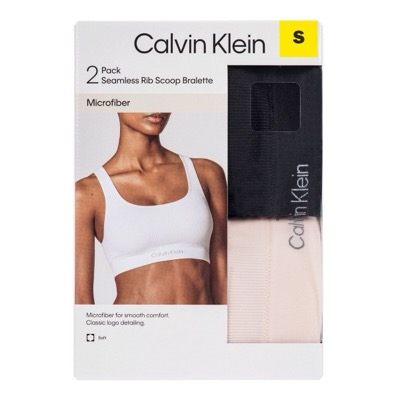 Calvin Klein
S
2 Pack
Seamless Rib Scoop Bralette
Microfiber
Calvin Klein
Microfiber for smooth comfort.
Classic logo detailing.
Soft